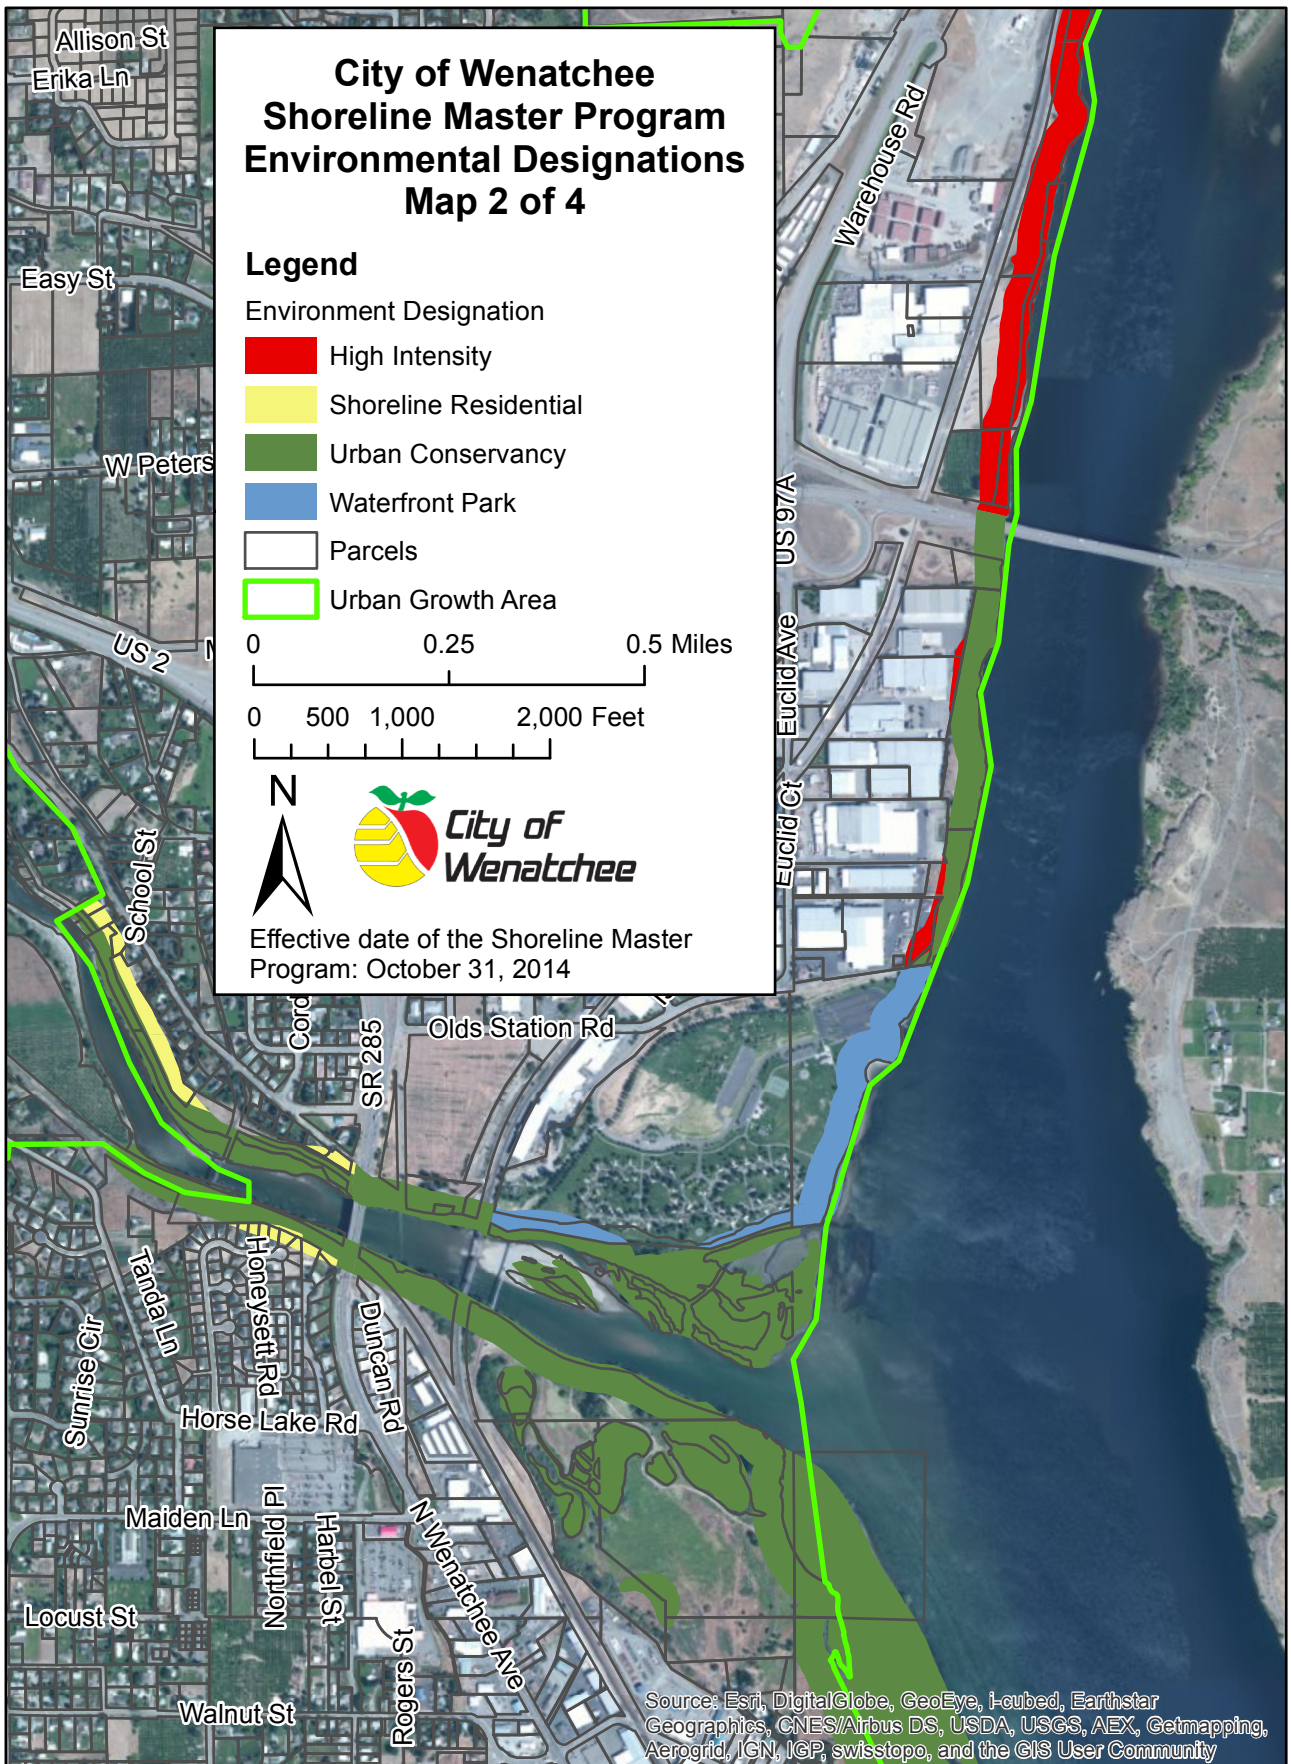 City of Wenatchee
Shoreline Master Program
Environmental Designations
Map 2 of 4
Legend
Environment Designation
High Intensity
Shoreline Residential
Urban Conservancy
Waterfront Park
Parcels
Urban Growth Area
0 0.25 0.5 Miles
0 500 1,000 2,000 Feet
N
City of
Wenatchee
Effective date of the Shoreline Master
Program: October 31, 2014
Allison St
Erika Ln
Easy St
W Peters
US 2
School St
Cord
SR 285
Olds Station Rd
Warehouse Rd
US 97A
Euclid Ave
Euclid Ct
Tanda Ln
Honeysett Rd
Sunrise Cir
Duncan Rd
Horse Lake Rd
Maiden Ln
Northfield Pl
Harbel St
N Wenatchee Ave
Locust St
Rogers St
Walnut St
Source: Esri, DigitalGlobe, GeoEye, i-cubed, Earthstar
Geographics, CNES/Airbus DS, USDA, USGS, AEX, Getmapping,
Aerogrid, IGN, IGP, swisstopo, and the GIS User Community